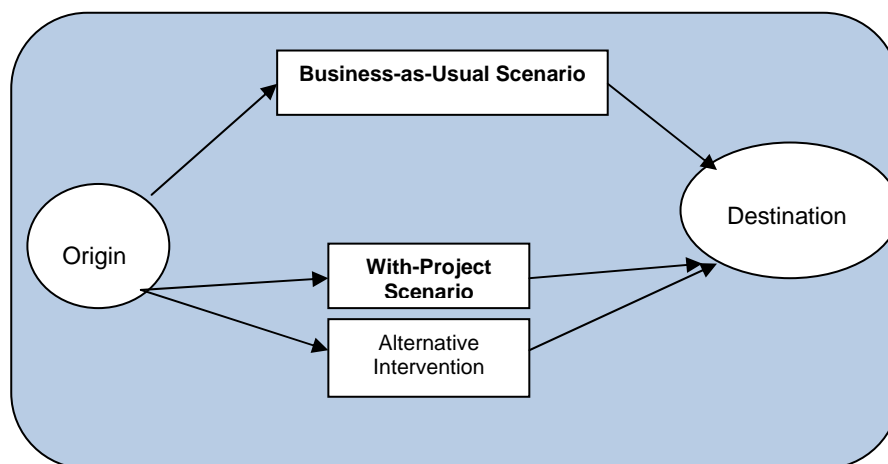 Business-as-Usual Scenario
Origin
Destination
With-Project
Scenario
Alternative
Intervention